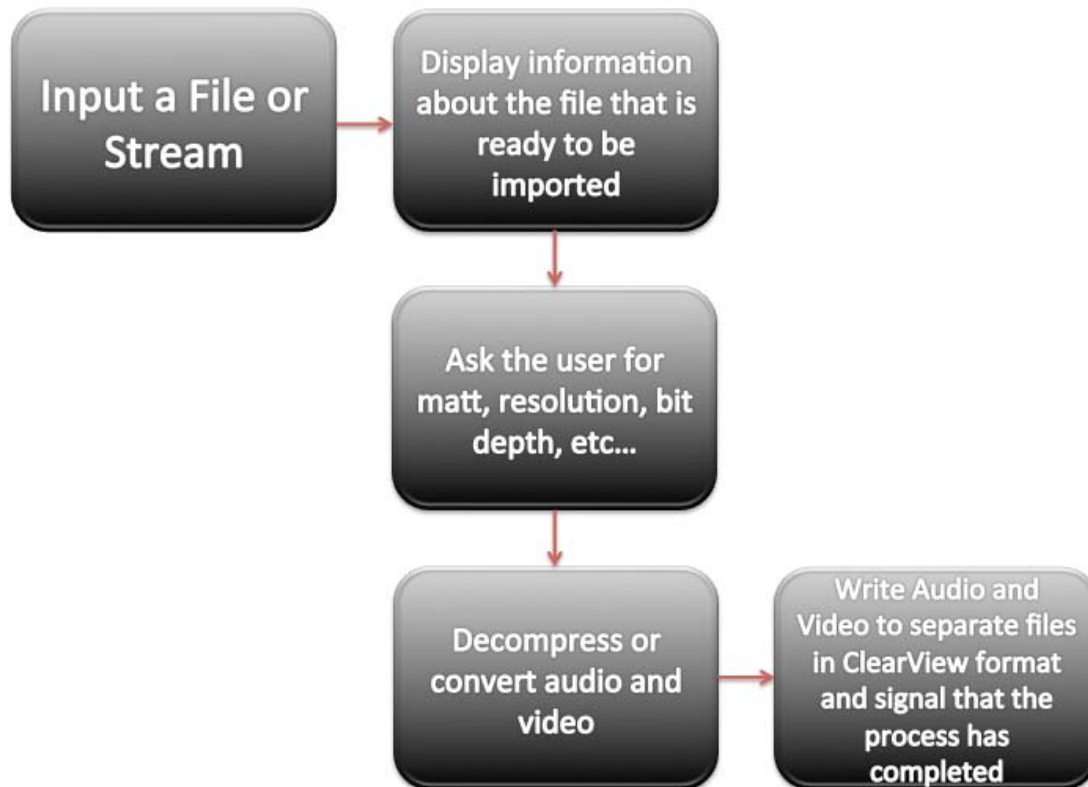 Input a File or
Stream
Display information
about the file that is
ready to be
imported
Ask the user for
matt, resolution, bit
depth, etc...
Decompress or
convert audio and
video
Write Audio and
Video to separate files
in ClearView format
and signal that the
process has
completed